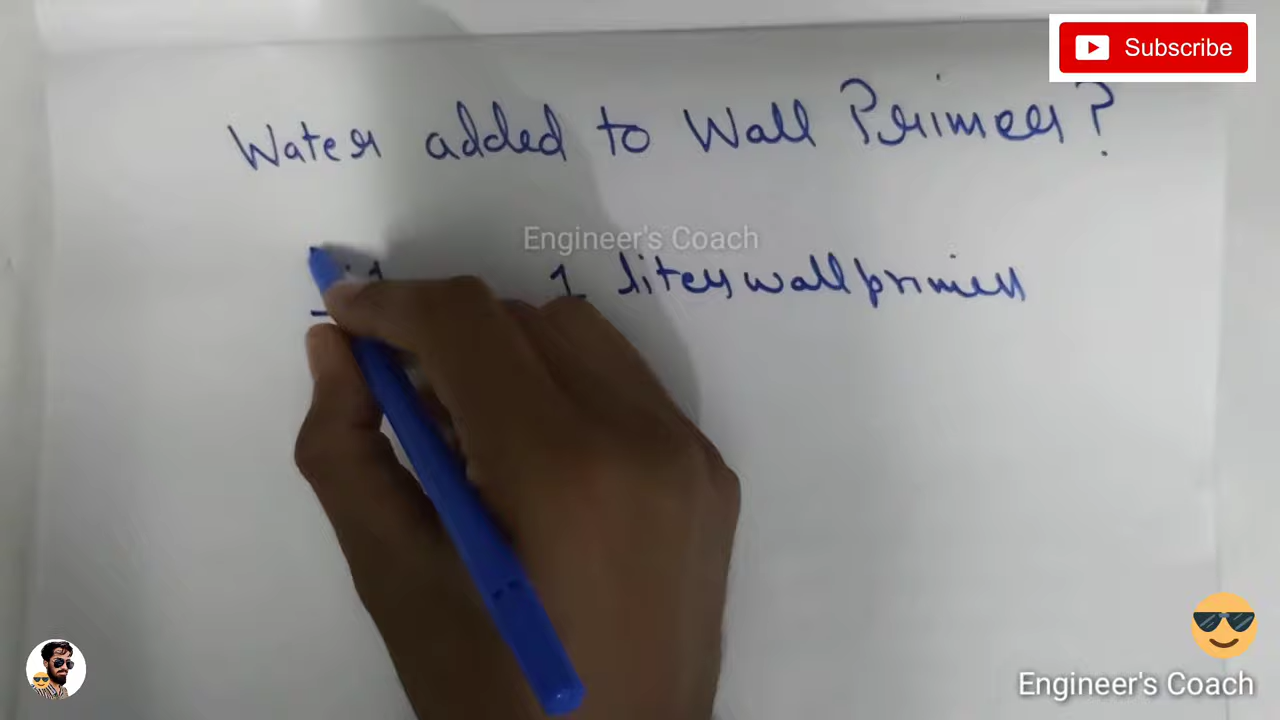 Subscribe
Water added to Wall Primer?
Engineer's Coach
1 liter wall primer
Engineer's Coach